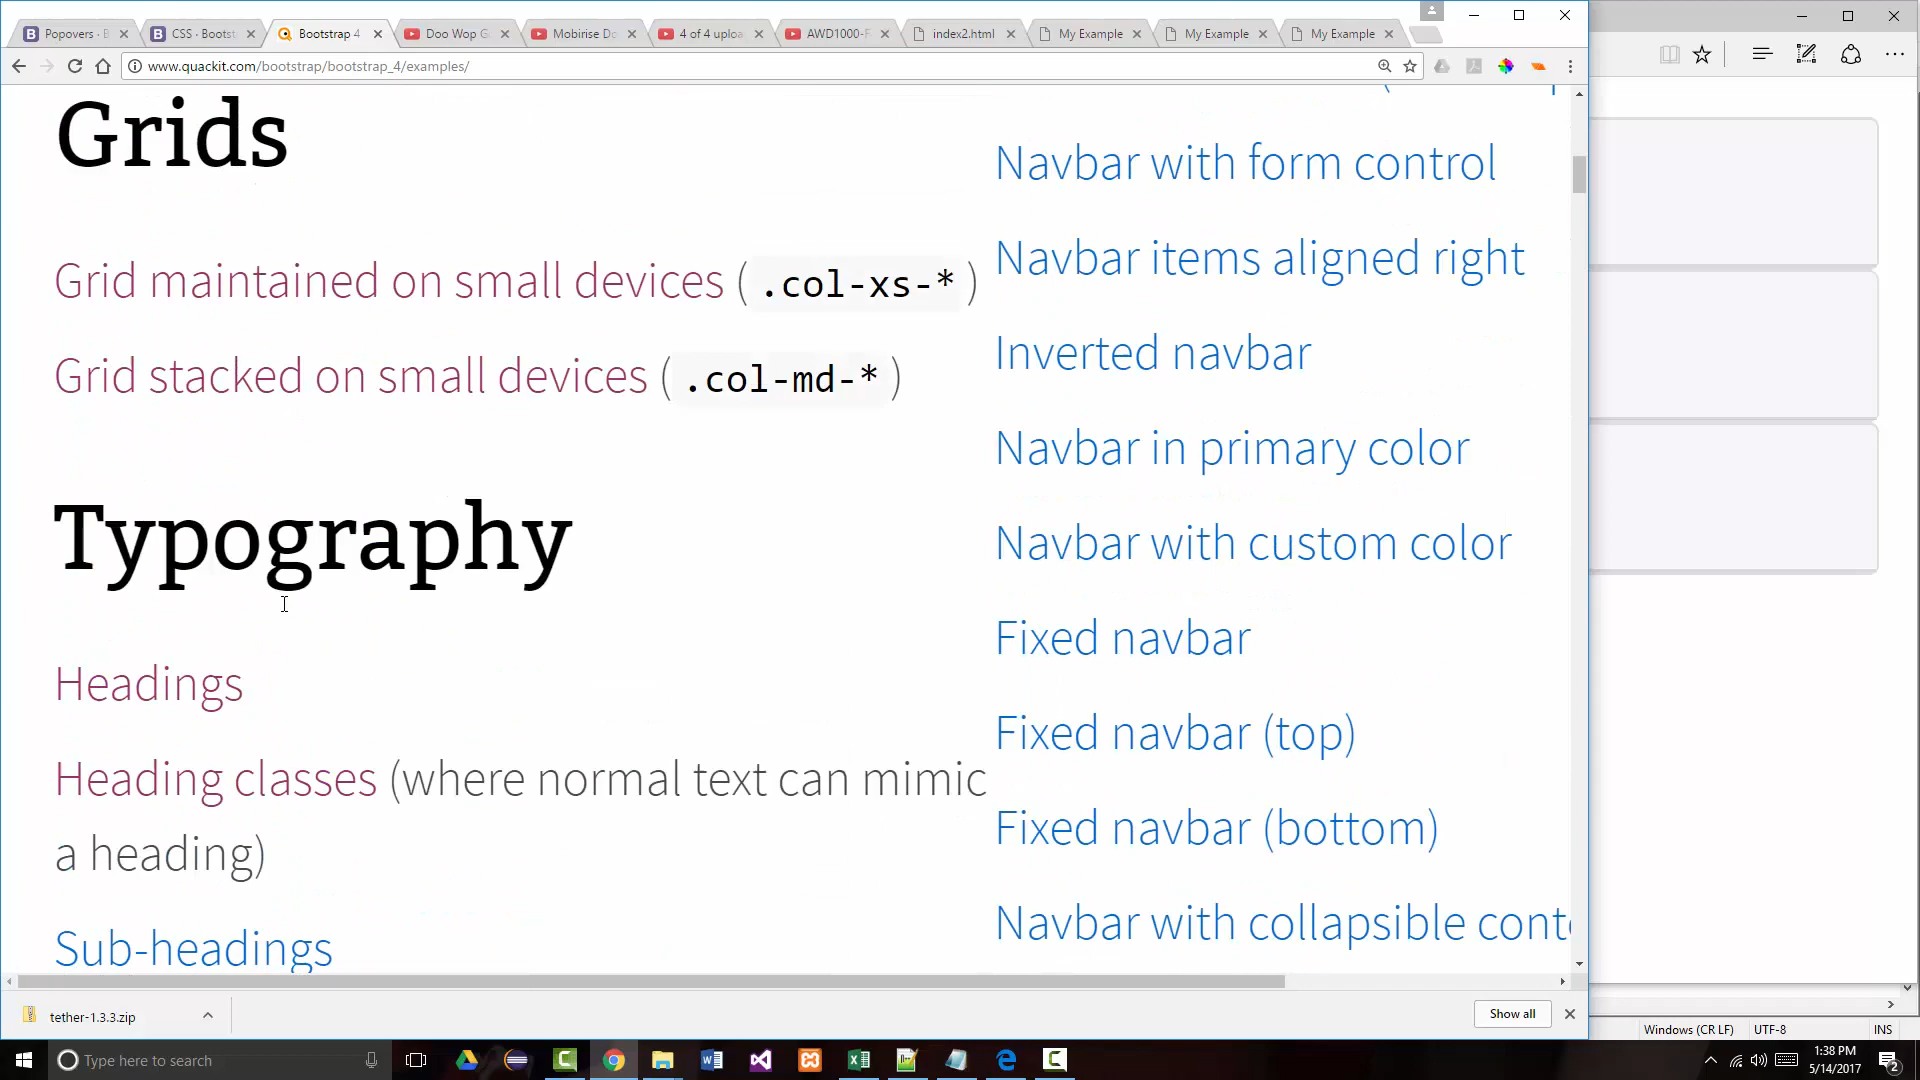 Popovers · B
CSS · Bootst
Bootstrap 4
Doo Wop G
Mobirise Do
4 of 4 uploa
AWD1000-F
index2.html
My Example
My Example
My Example
www.quackit.com/bootstrap/bootstrap_4/examples/
Grids
Grid maintained on small devices ( .col-xs-* )
Grid stacked on small devices ( .col-md-* )
Typography
Headings
Heading classes (where normal text can mimic
a heading)
Sub-headings
Navbar with form control
Navbar items aligned right
Inverted navbar
Navbar in primary color
Navbar with custom color
Fixed navbar
Fixed navbar (top)
Fixed navbar (bottom)
Navbar with collapsible conte
tether-1.3.3.zip
Show all
Windows (CR LF)
UTF-8
INS
Type here to search
1:38 PM
5/14/2017
2